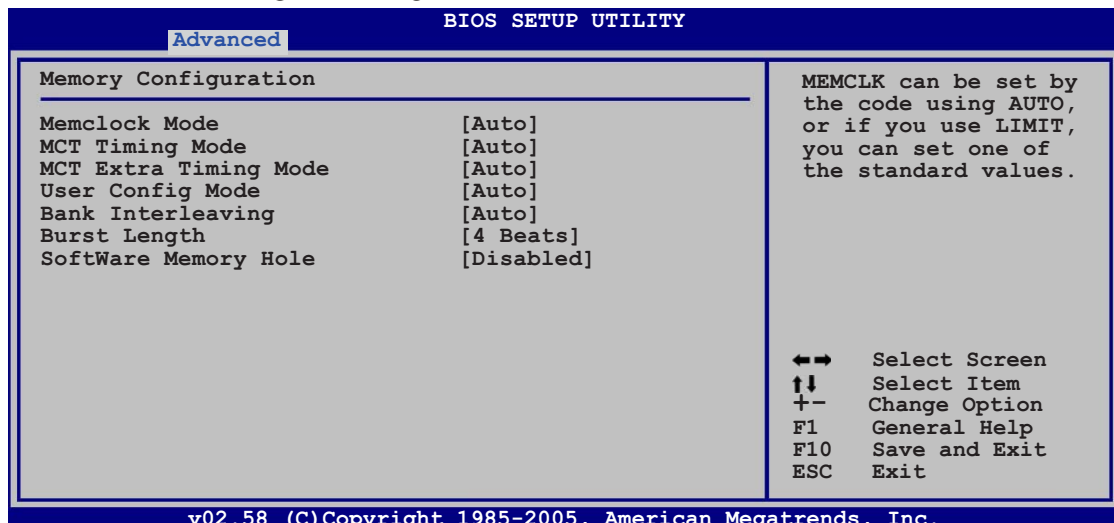 BIOS SETUP UTILITY
Advanced
Memory Configuration
Memclock Mode [Auto]
MCT Timing Mode [Auto]
MCT Extra Timing Mode [Auto]
User Config Mode [Auto]
Bank Interleaving [Auto]
Burst Length [4 Beats]
SoftWare Memory Hole [Disabled]
MEMCLK can be set by
the code using AUTO,
or if you use LIMIT,
you can set one of
the standard values.
←→ Select Screen
↑↓ Select Item
+- Change Option
F1 General Help
F10 Save and Exit
ESC Exit
v02.58 (C)Copyright 1985-2005, American Megatrends, Inc.